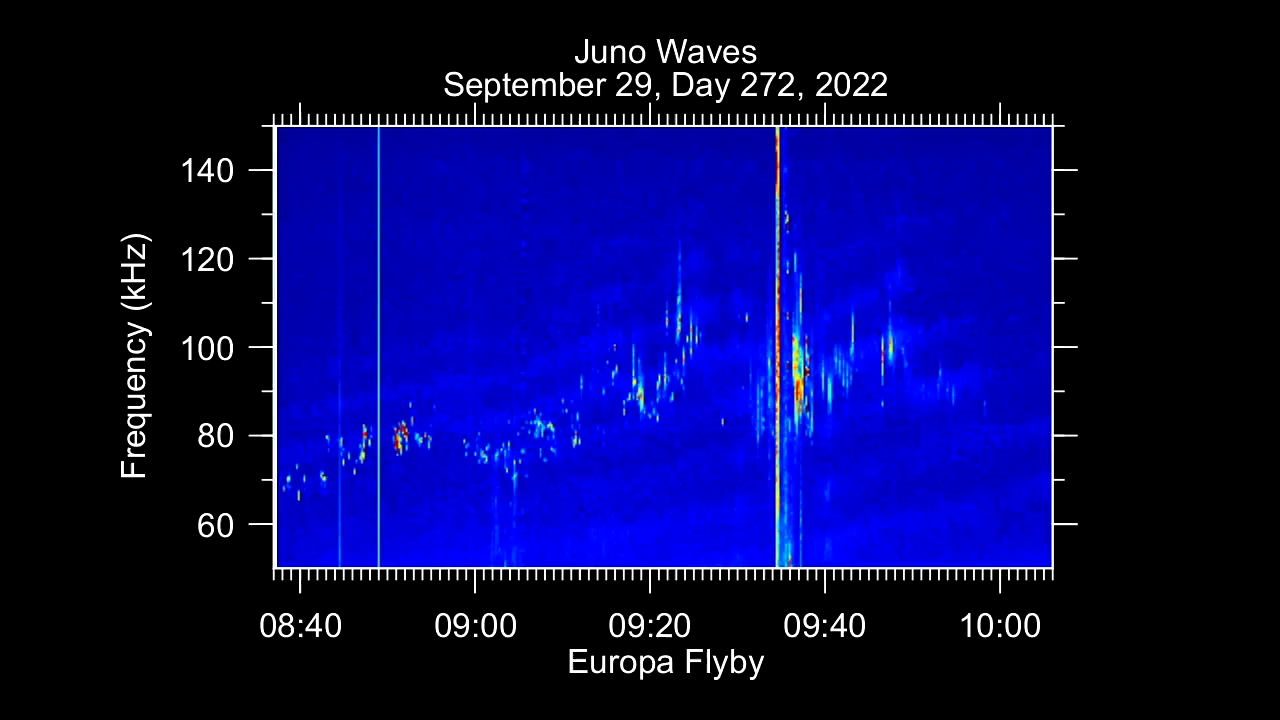 Juno Waves
September 29, Day 272, 2022
140
120
100
80
60
Frequency (kHz)
08:40 09:00 09:20 09:40 10:00
Europa Flyby